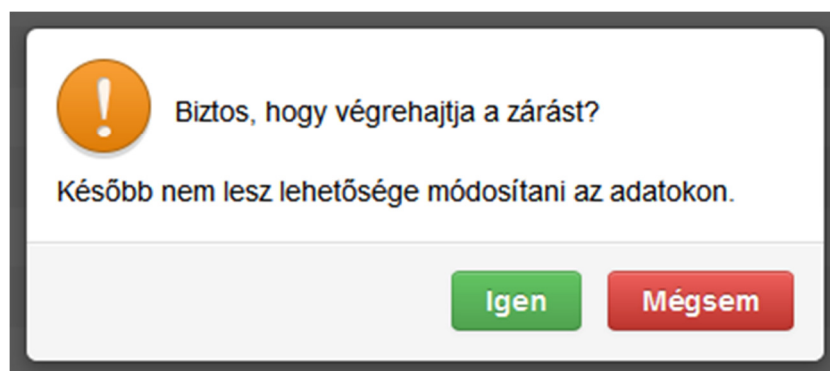 Biztos, hogy végrehajtja a zárást?
Később nem lesz lehetősége módosítani az adatokon.
Igen
Mégsem